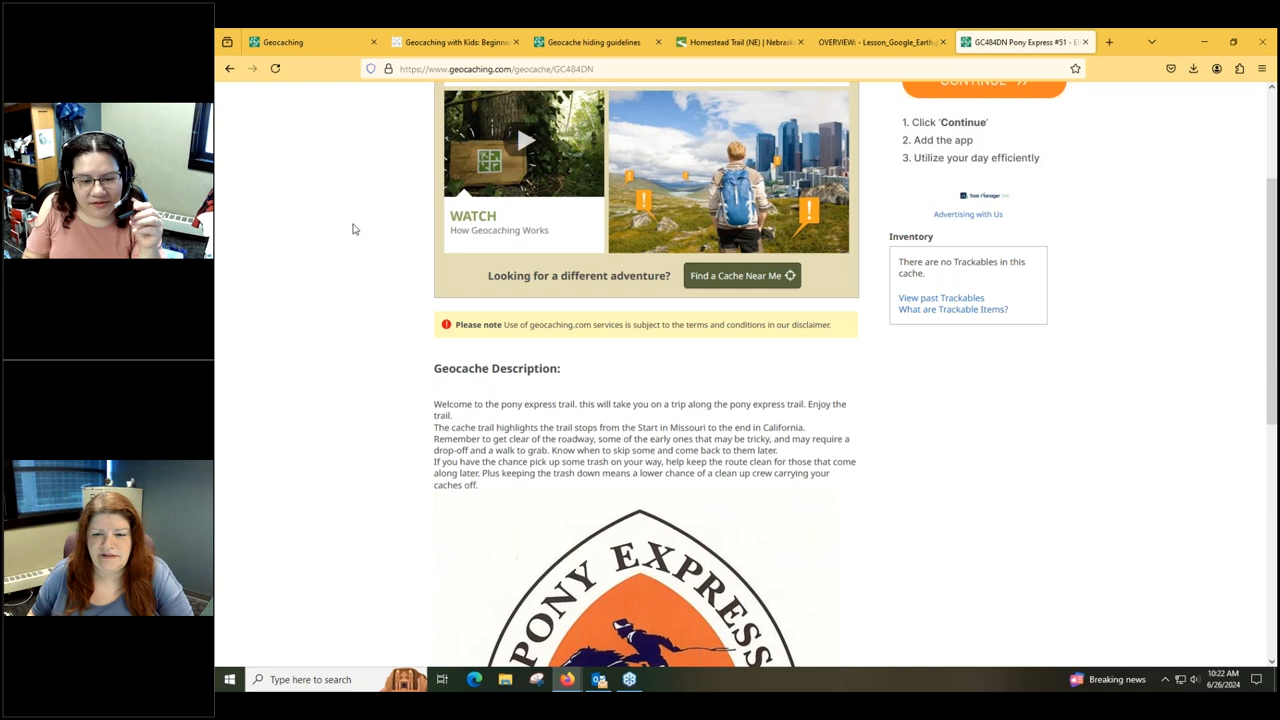 Geocaching
Geocaching with Kids: Beginne
Geocache hiding guidelines
Homestead Trail (NE) | Nebrask
OVERVIEW: - Lesson_Google_Earth.
GC484DN Pony Express #51 - E
https://www.geocaching.com/geocache/GC484DN
CONTINUE
1. Click 'Continue'
2. Add the app
3. Utilize your day efficiently
Advertising with Us
WATCH
How Geocaching Works
Looking for a different adventure?
Find a Cache Near Me
Inventory
There are no Trackables in this
cache.
View past Trackables
What are Trackable Items?
Please note Use of geocaching.com services is subject to the terms and conditions in our disclaimer.
Geocache Description:
Welcome to the pony express trail. this will take you on a trip along the pony express trail. Enjoy the
trail.
The cache trail highlights the trail stops from the Start in Missouri to the end in California.
Remember to get clear of the roadway, some of the early ones that may be tricky, and may require a
drop-off and a walk to grab. Know when to skip some and come back to them later.
If you have the chance pick up some trash on your way, help keep the route clean for those that come
along later. Plus keeping the trash down means a lower chance of a clean up crew carrying your
caches off.
PONY EXPRESS
Type here to search
Breaking news
10:22 AM
6/26/2024